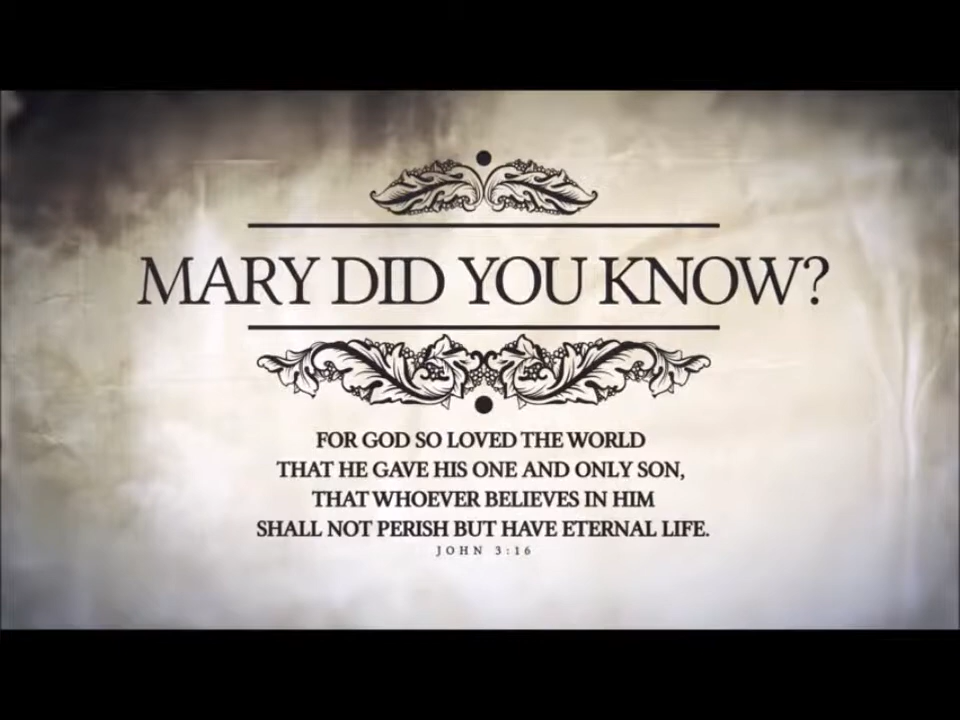 MARY DID YOU KNOW?
FOR GOD SO LOVED THE WORLD
THAT HE GAVE HIS ONE AND ONLY SON,
THAT WHOEVER BELIEVES IN HIM
SHALL NOT PERISH BUT HAVE ETERNAL LIFE.
JOHN 3:16